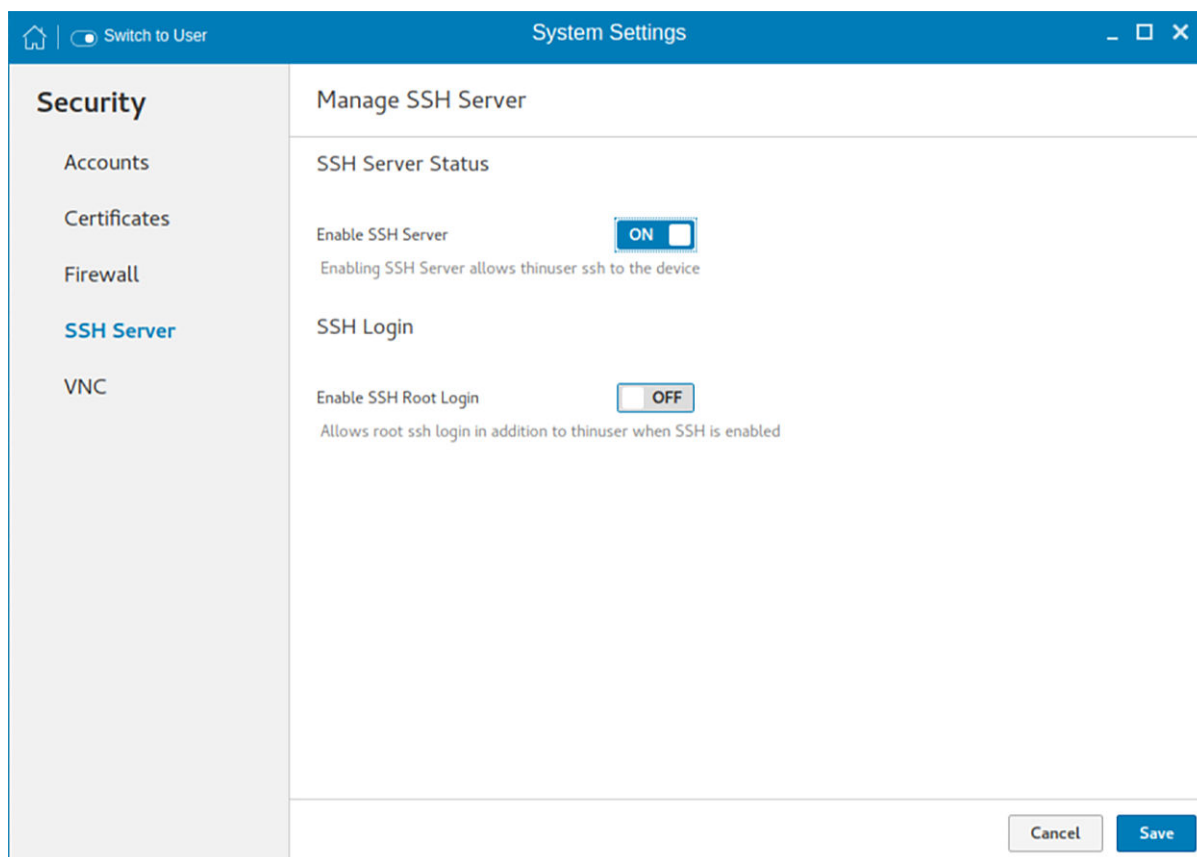 Switch to User
System Settings
Security
Accounts
Certificates
Firewall
SSH Server
VNC
Manage SSH Server
SSH Server Status
Enable SSH Server
ON
Enabling SSH Server allows thinuser ssh to the device
SSH Login
Enable SSH Root Login
OFF
Allows root ssh login in addition to thinuser when SSH is enabled
Cancel
Save